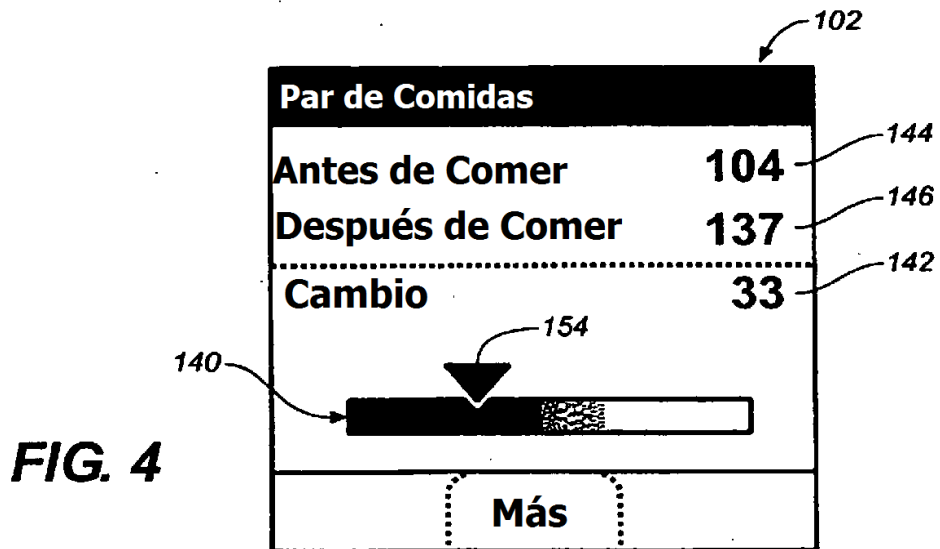 102
Par de Comidas
Antes de Comer 104 144
Después de Comer 137 146
Cambio 33 142
154
140
FIG. 4
Más